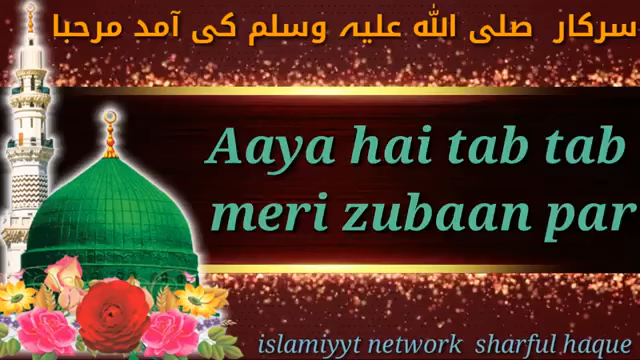 سرکار صلی اللہ علیہ وسلم کی آمد مرحبا
Aaya hai tab tab
meri zubaan par
islamiyyt network sharful haque